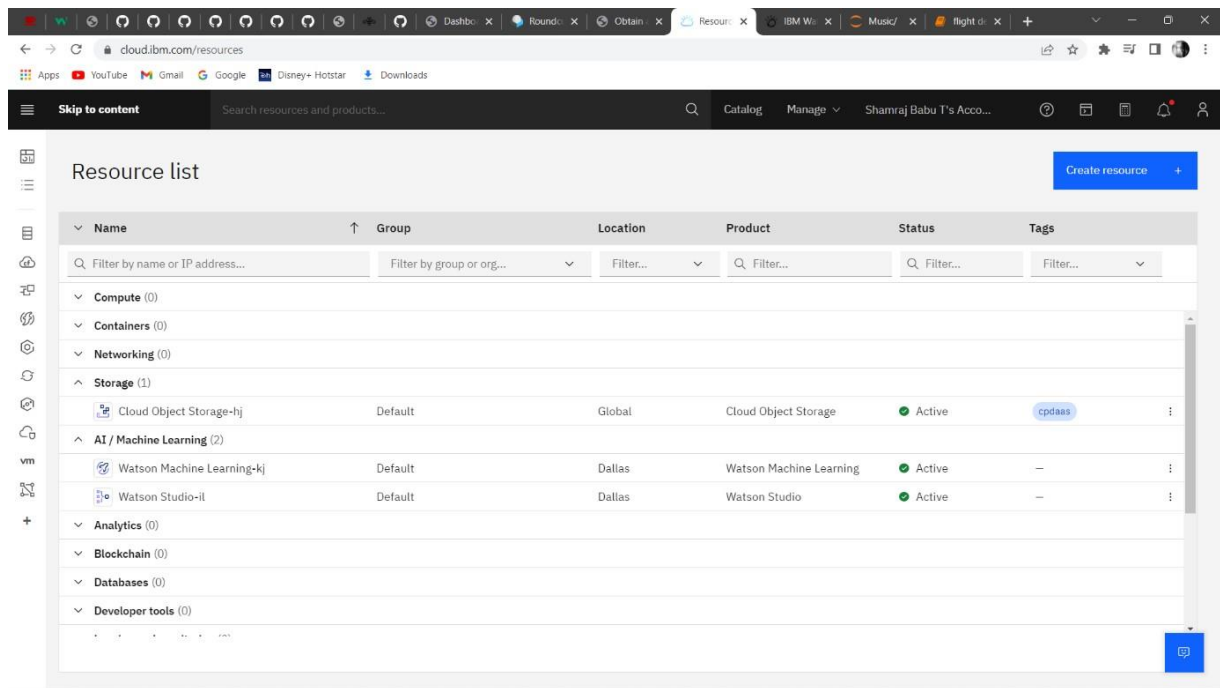 Dashbo
Roundc
Obtain
Resourc
IBM Wa
Music/
flight de
cloud.ibm.com/resources
Apps YouTube Gmail Google Disney+ Hotstar Downloads
Skip to content Search resources and products... Catalog Manage Shamraj Babu T's Acco...
Resource list
Create resource +
Name Group Location Product Status Tags
Filter by name or IP address... Filter by group or org... Filter... Filter... Filter... Filter...
Compute (0)
Containers (0)
Networking (0)
Storage (1)
Cloud Object Storage-hj Default Global Cloud Object Storage Active cpdaas
AI / Machine Learning (2)
Watson Machine Learning-kj Default Dallas Watson Machine Learning Active –
Watson Studio-il Default Dallas Watson Studio Active –
Analytics (0)
Blockchain (0)
Databases (0)
Developer tools (0)
vm